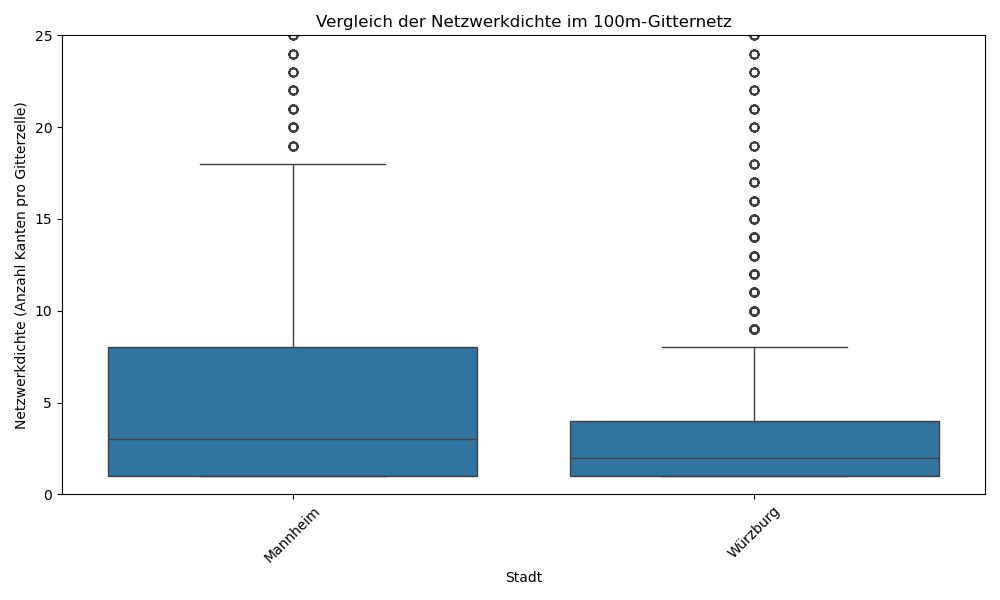 Vergleich der Netzwerkdichte im 100m-Gitternetz
Netzwerkdichte (Anzahl Kanten pro Gitterzelle)
25
20
15
10
5
0
Mannheim
Würzburg
Stadt